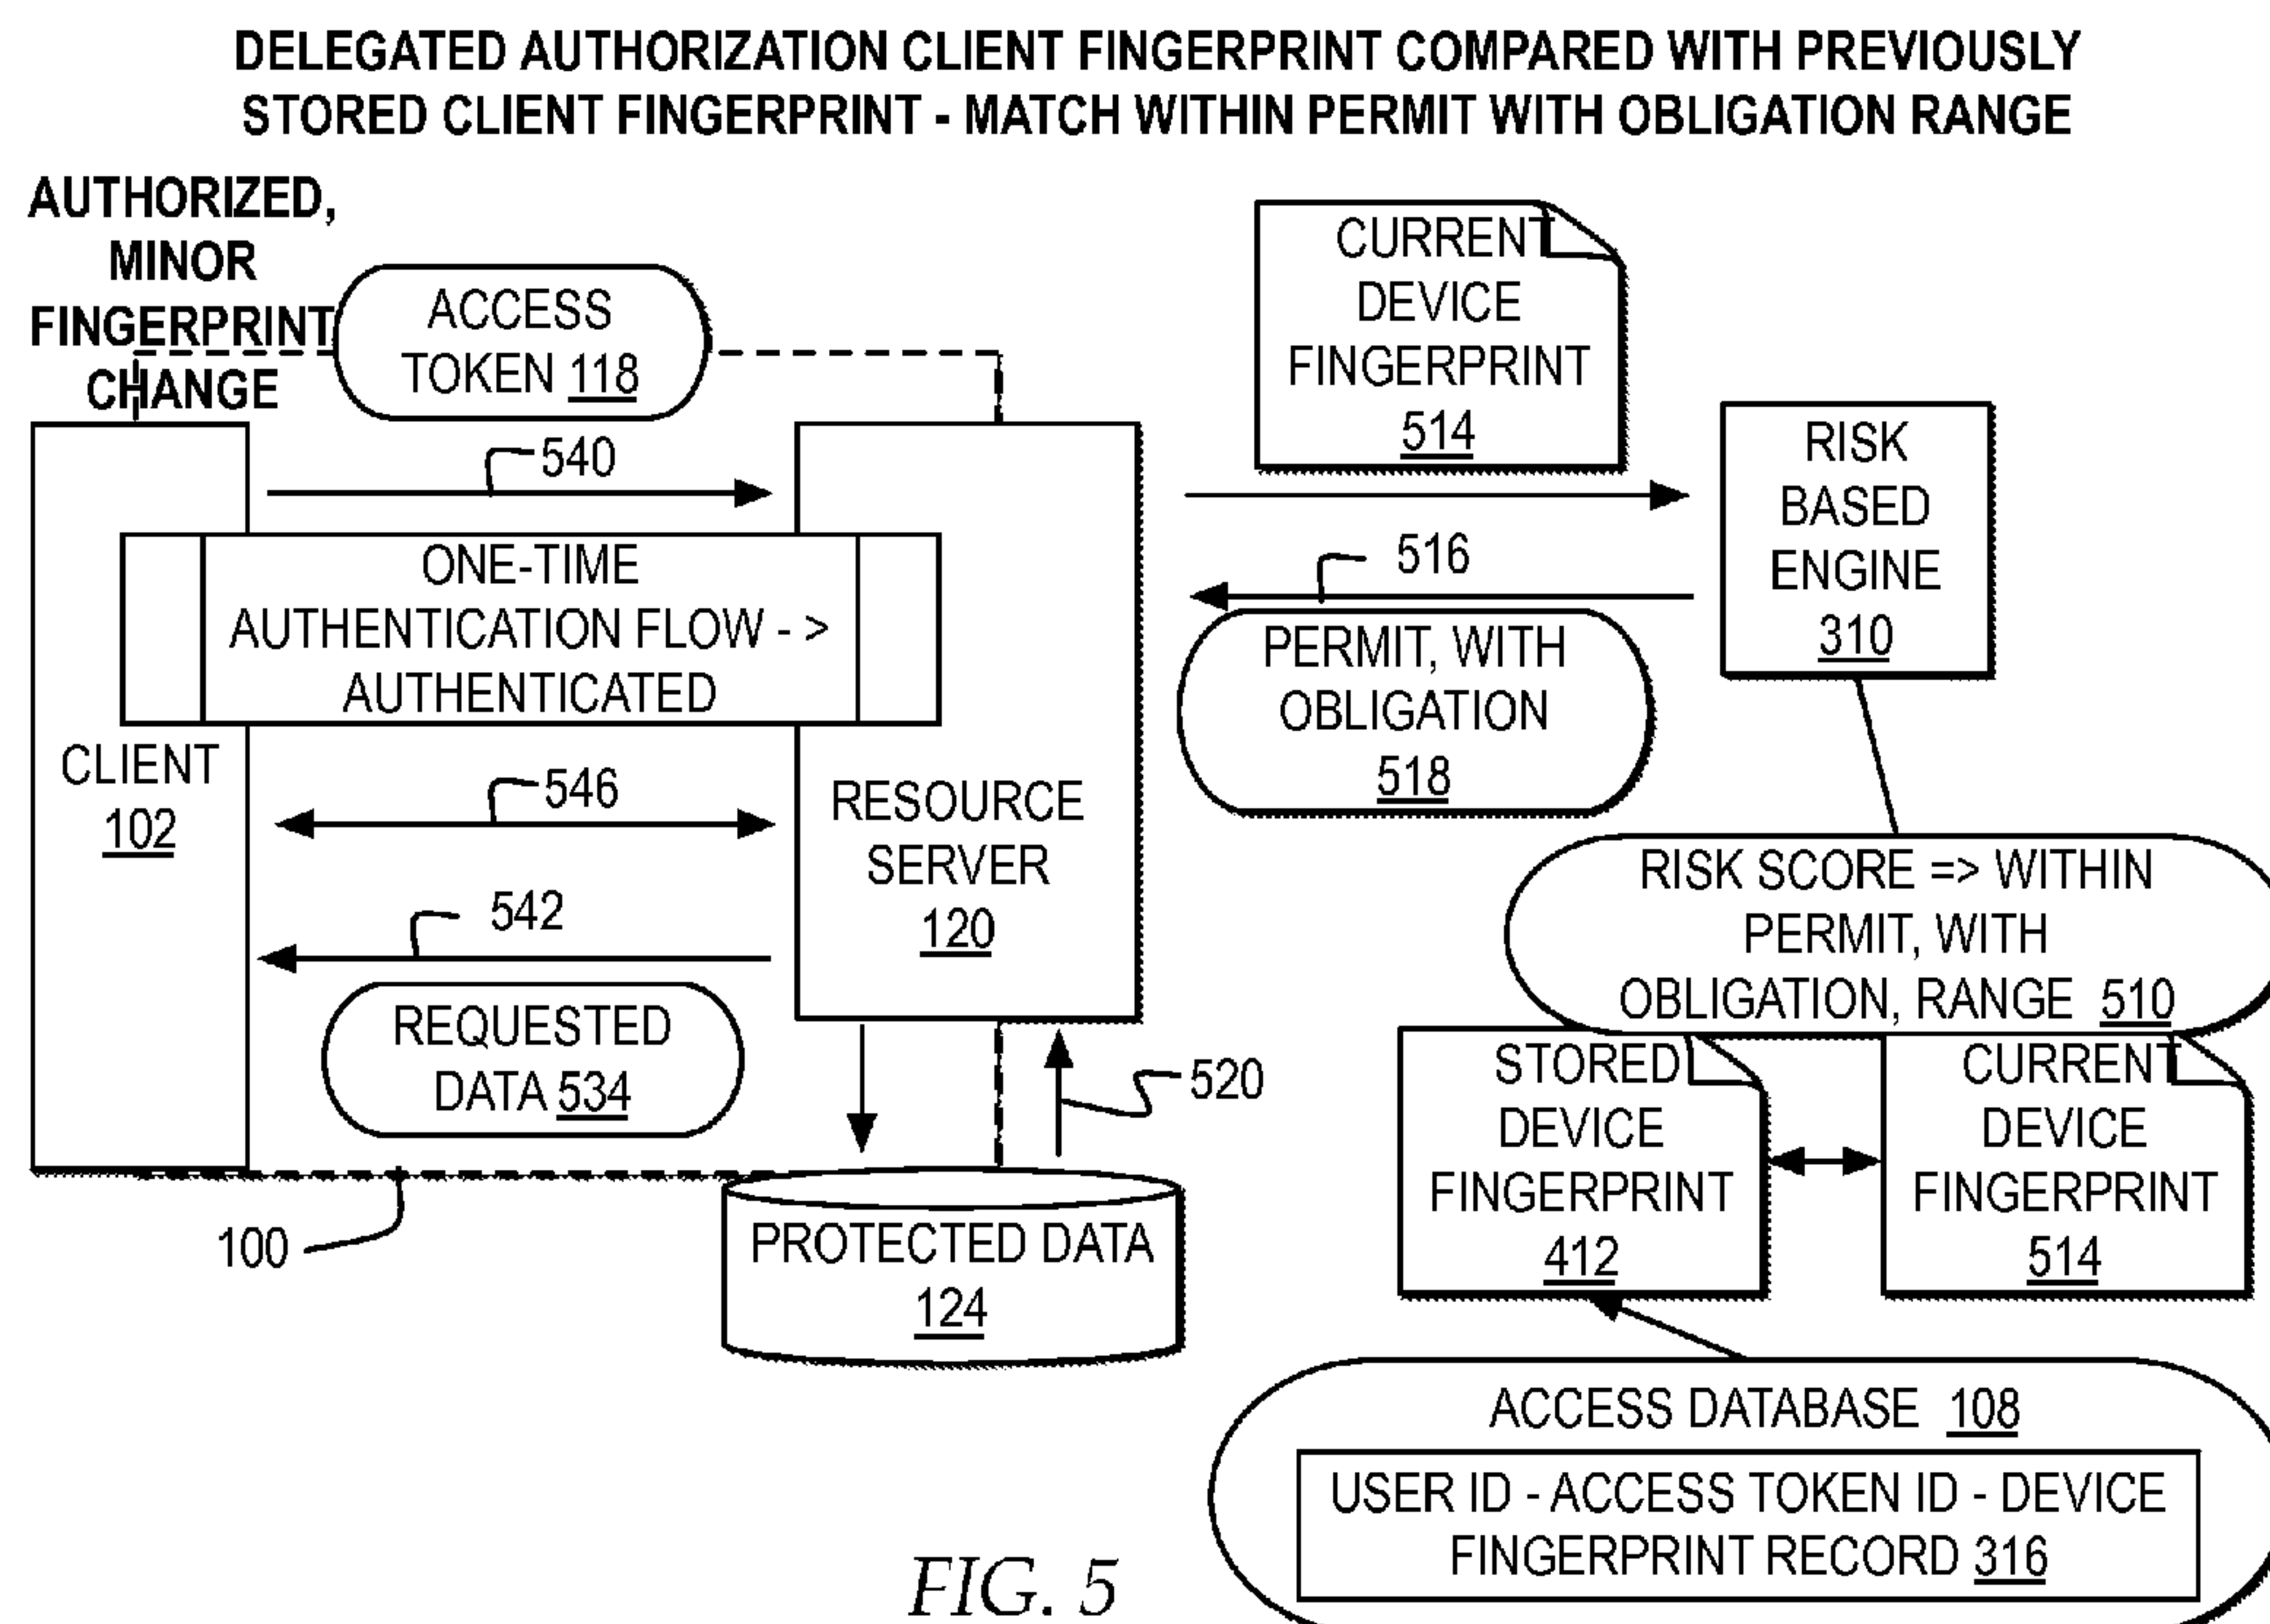 DELEGATED AUTHORIZATION CLIENT FINGERPRINT COMPARED WITH PREVIOUSLY
STORED CLIENT FINGERPRINT - MATCH WITHIN PERMIT WITH OBLIGATION RANGE
AUTHORIZED,
MINOR
FINGERPRINT
CHANGE
ACCESS
TOKEN 118
540
ONE-TIME
AUTHENTICATION FLOW - >
AUTHENTICATED
CLIENT
102
546
542
REQUESTED
DATA 534
100
RESOURCE
SERVER
120
520
PROTECTED DATA
124
CURRENT
DEVICE
FINGERPRINT
514
516
PERMIT, WITH
OBLIGATION
518
RISK
BASED
ENGINE
310
RISK SCORE => WITHIN
PERMIT, WITH
OBLIGATION, RANGE 510
STORED
DEVICE
FINGERPRINT
412
CURRENT
DEVICE
FINGERPRINT
514
ACCESS DATABASE 108
USER ID - ACCESS TOKEN ID - DEVICE
FINGERPRINT RECORD 316
FIG. 5